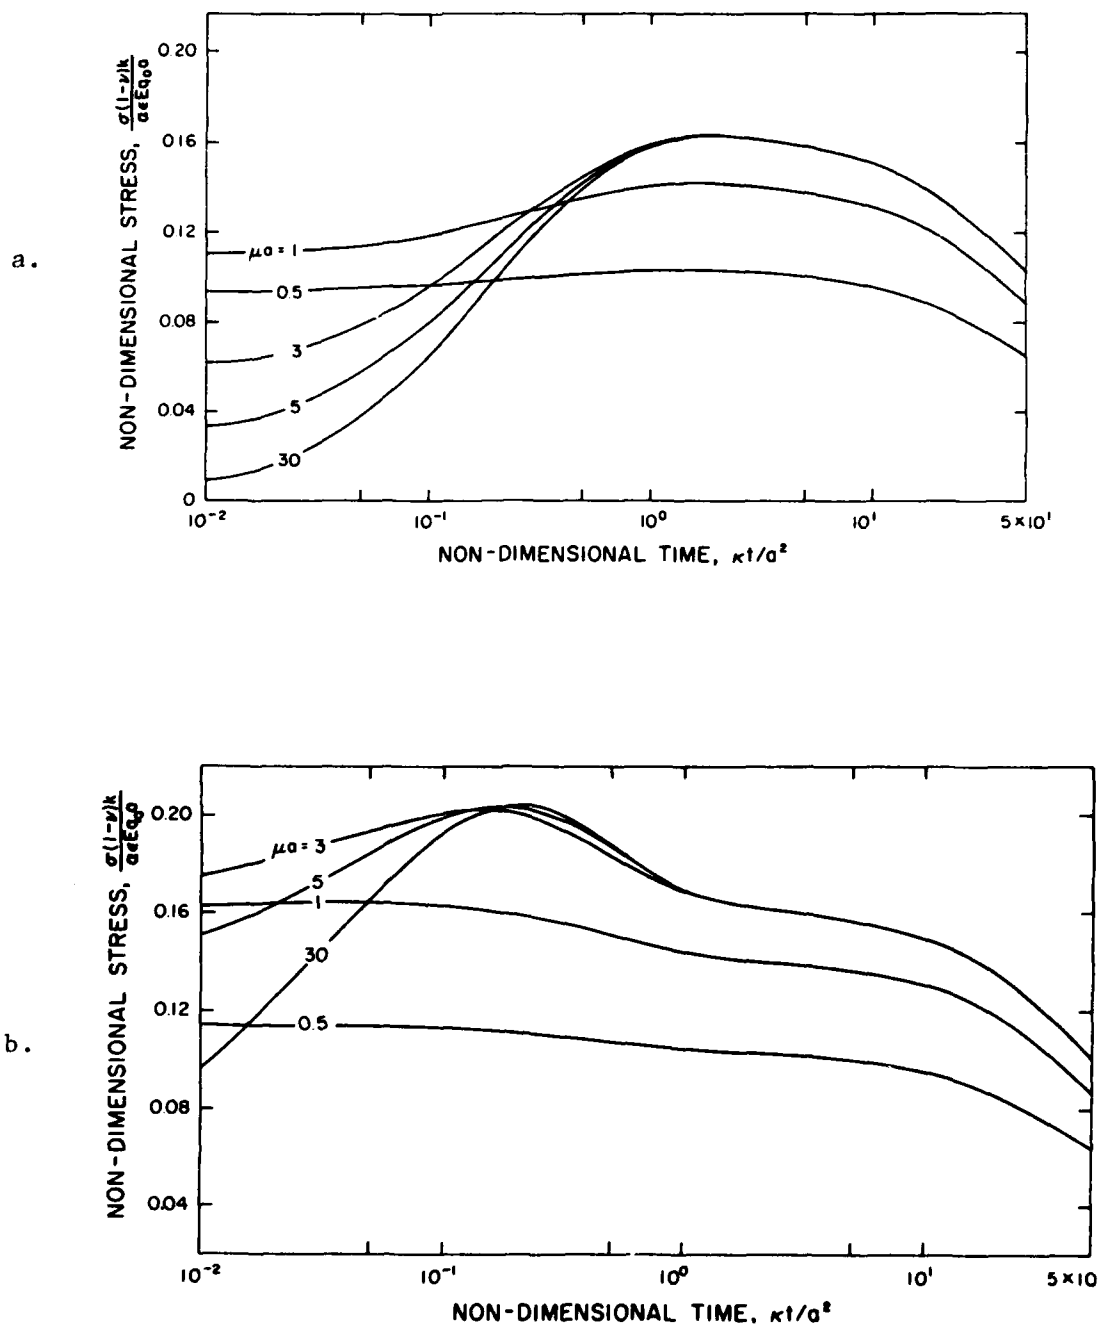 a.
NON-DIMENSIONAL STRESS, σ(1-ν)k / αϵEq₀a
0.20
0.16
0.12
0.08
0.04
0
μa = 1
0.5
3
5
30
10⁻² 10⁻¹ 10⁰ 10¹ 5×10¹
NON-DIMENSIONAL TIME, κt/a²
b.
NON-DIMENSIONAL STRESS, σ(1-ν)k / αϵEq₀a
0.20
0.16
0.12
0.08
0.04
μa = 3
5
1
30
0.5
10⁻² 10⁻¹ 10⁰ 10¹ 5×10
NON-DIMENSIONAL TIME, κt/a²